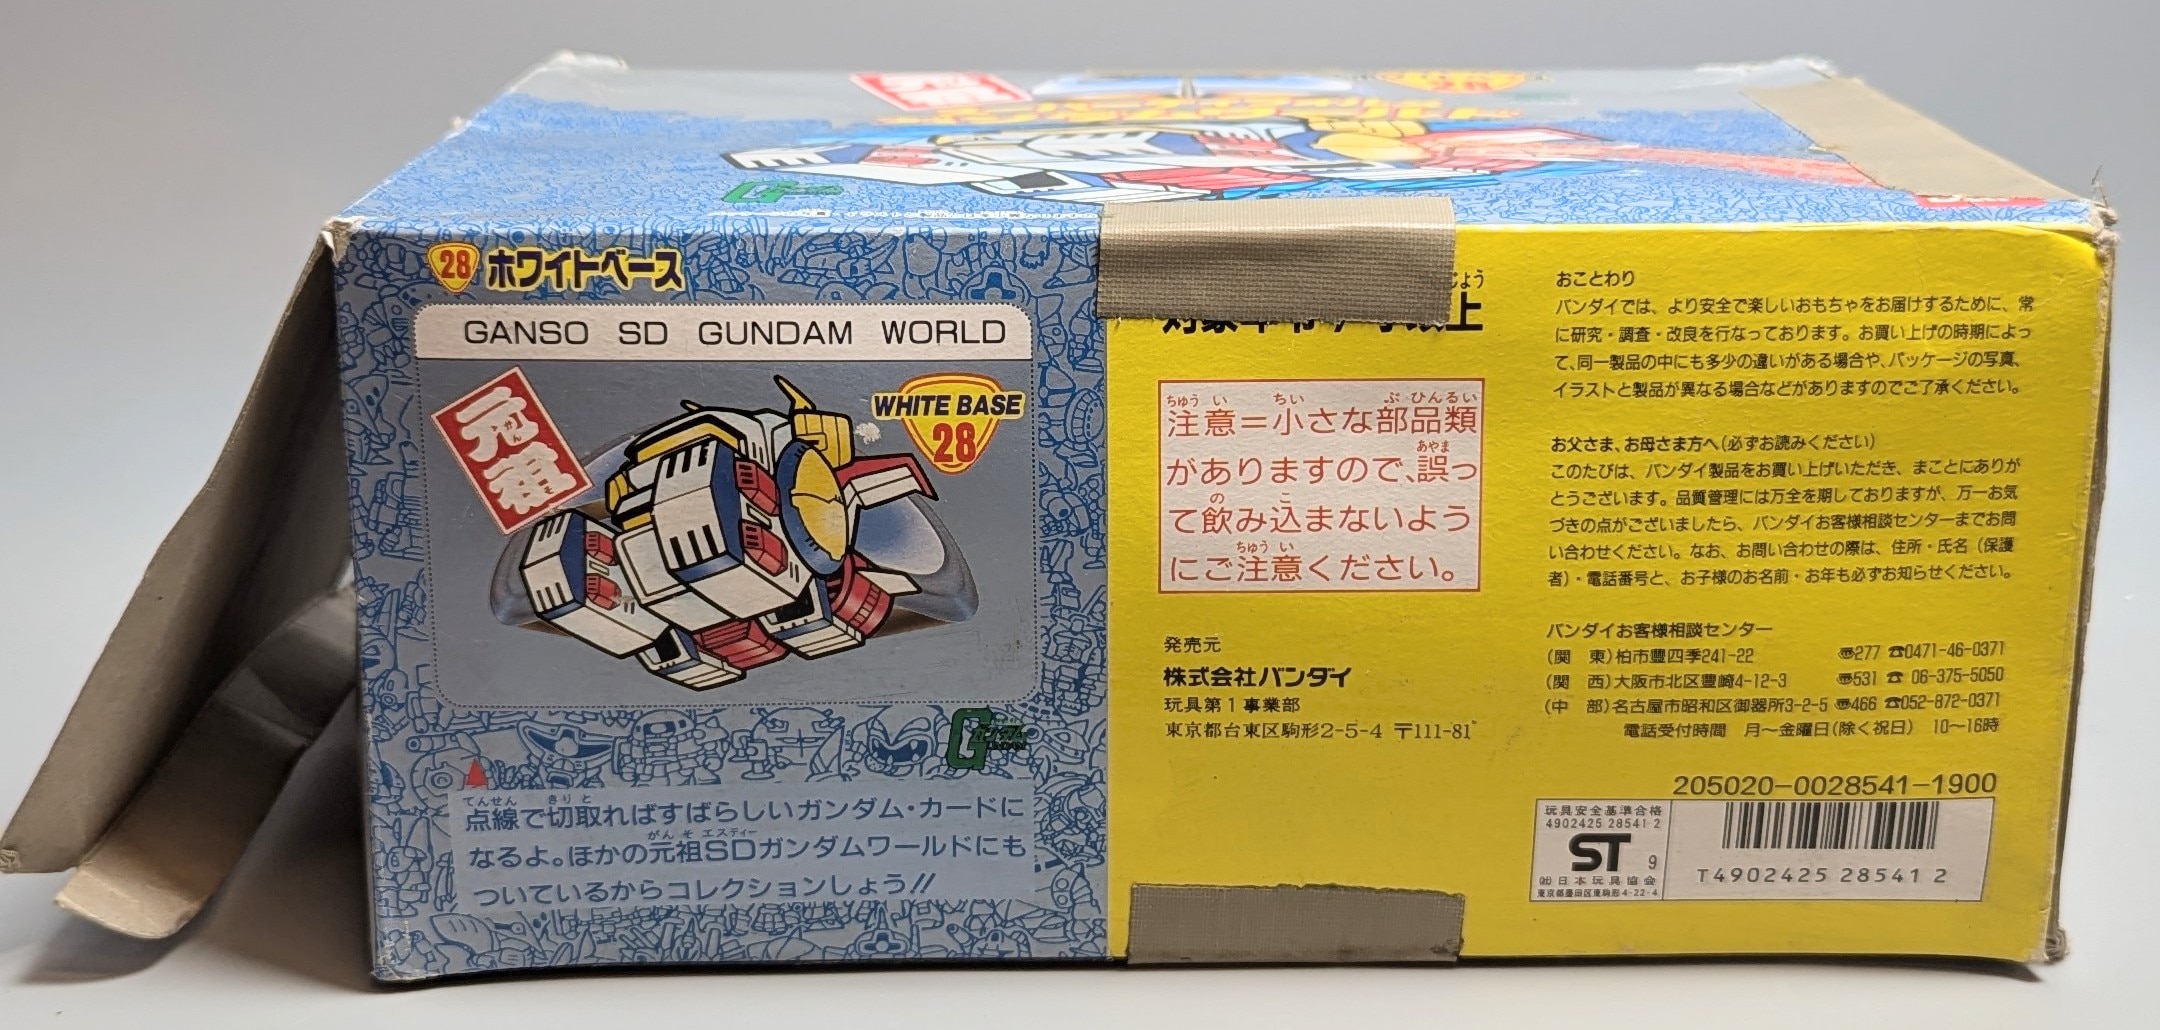 28 ホワイトベース
GANSO SD GUNDAM WORLD
元祖
WHITE BASE
28
G
ガンダム
点線で切取ればすばらしいガンダム・カードに
なるよ。ほかの元祖SDガンダムワールドにも
ついているからコレクションしょう!!
以上
注意=小さな部品類
がありますので、誤っ
て飲み込まないよう
にご注意ください。
発売元
株式会社バンダイ
玩具第1事業部
東京都台東区駒形2-5-4 〒111-81
おことわり
バンダイでは、より安全で楽しいおもちゃをお届けするために、常
に研究・調査・改良を行なっております。お買い上げの時期によっ
て、同一製品の中にも多少の違いがある場合や、パッケージの写真、
イラストと製品が異なる場合などがありますのでご了承ください。
お父さま、お母さま方へ(必ずお読みください)
このたびは、バンダイ製品をお買い上げいただき、まことにありが
とうございます。品質管理には万全を期しておりますが、万一お気
づきの点がございましたら、バンダイお客様相談センターまでお問
い合わせください。なお、お問い合わせの際は、住所・氏名(保護
者)・電話番号と、お子様のお名前・お年も必ずお知らせください。
バンダイお客様相談センター
(関 東)柏市豊四季241-22 〠277 ☎0471-46-0371
(関 西)大阪市北区豊崎4-12-3 〠531 ☎ 06-375-5050
(中 部)名古屋市昭和区御器所3-2-5 〠466 ☎052-872-0371
電話受付時間 月〜金曜日(除く祝日) 10〜16時
205020-0028541-1900
玩具安全基準合格
4902425 28541 2
ST 9
㈳日本玩具協会
東京都墨田区東駒形4-22-4
T4902425 28541 2